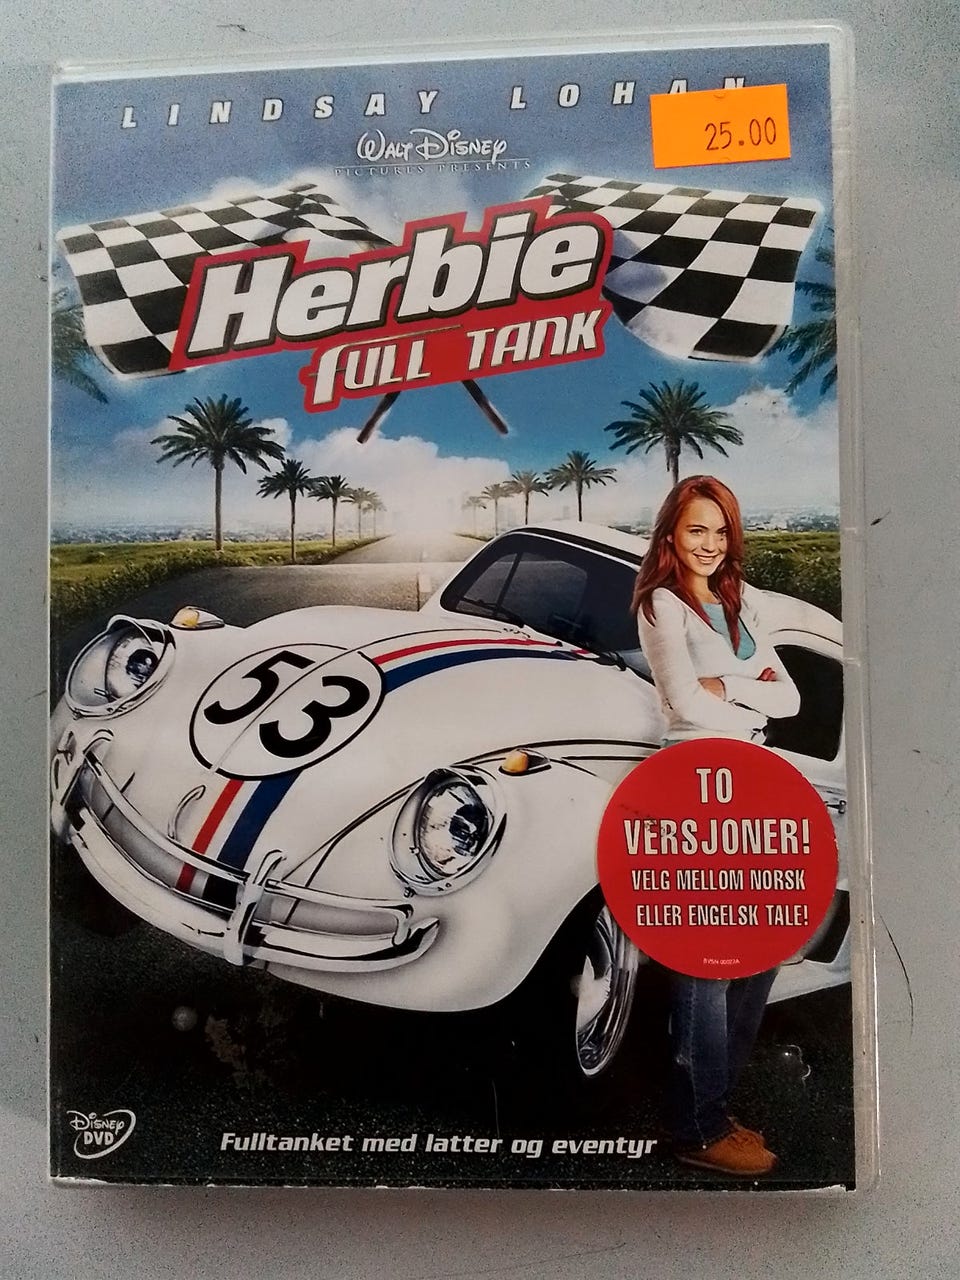 LINDSAY LOHAN
25.00
WALT DISNEY
PICTURES PRESENTS
Herbie
FULL TANK
53
TO
VERSJONER!
VELG MELLOM NORSK
ELLER ENGELSK TALE!
Disney
DVD
Fulltanket med latter og eventyr